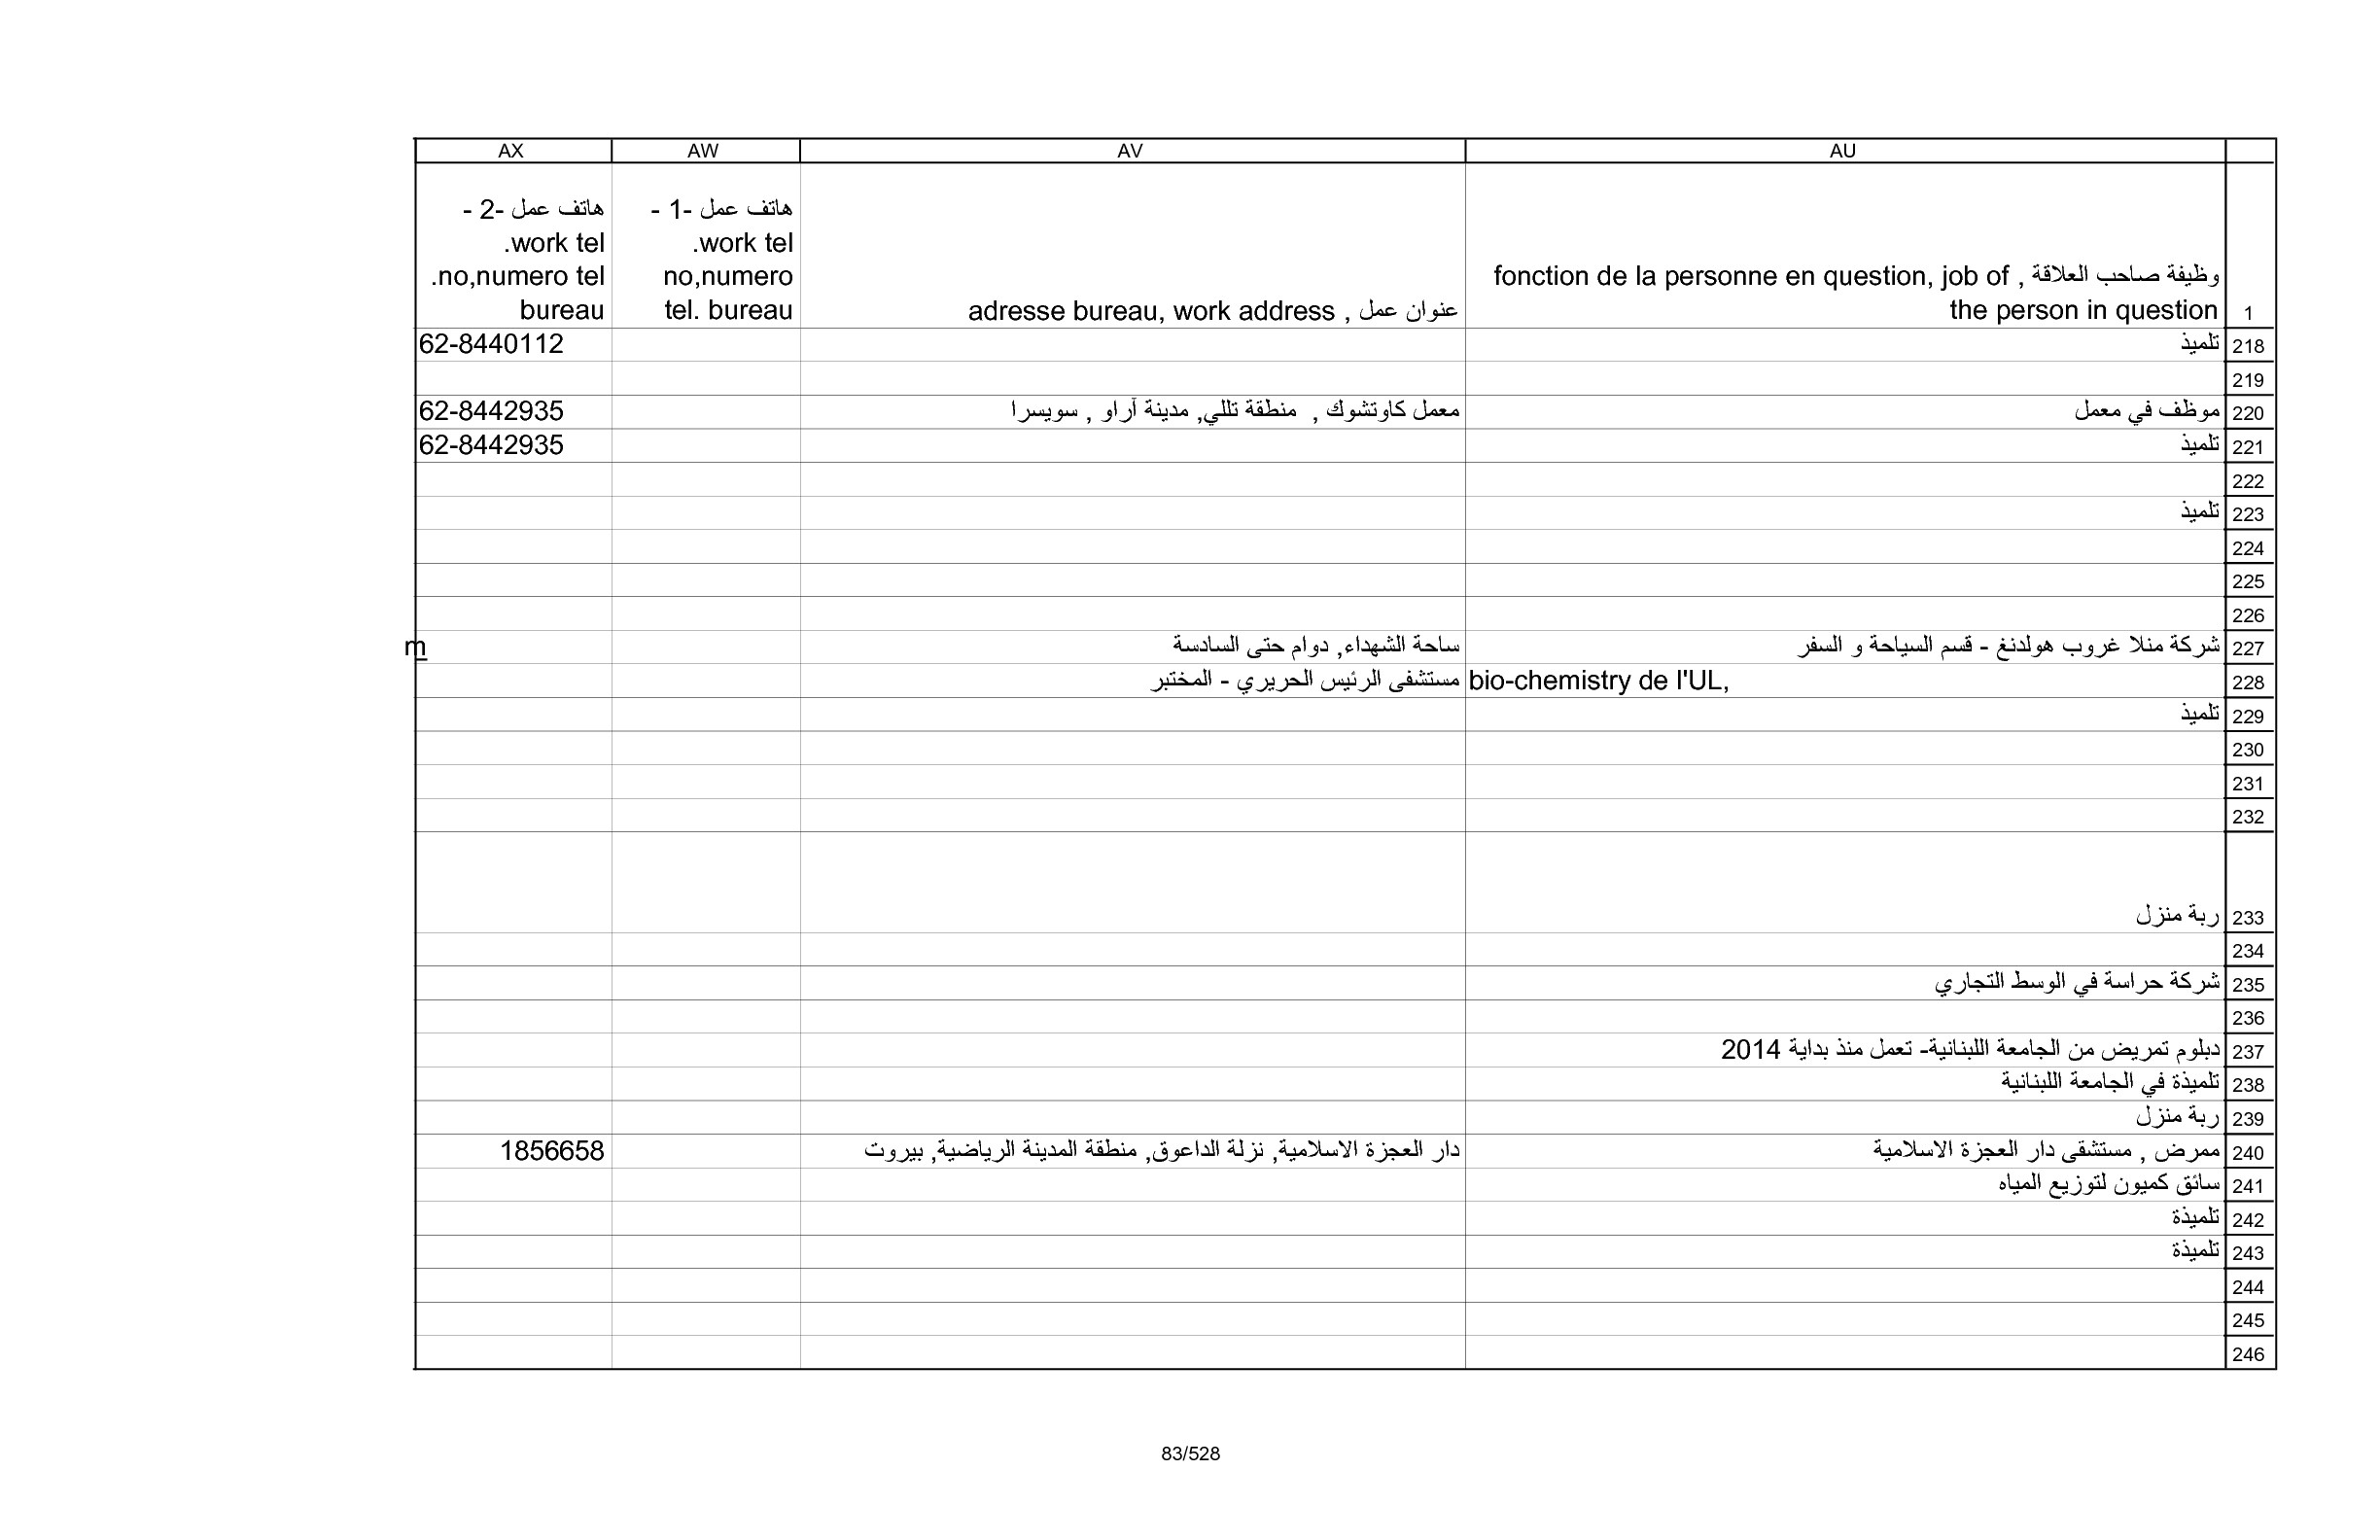 AU AV AW AX
وظيفة صاحب العلاقة , fonction de la personne en question, job of
the person in question
عنوان عمل , adresse bureau, work address
هاتف عمل -1 -
work tel.
no,numero
tel. bureau
هاتف عمل -2 -
work tel.
no,numero tel.
bureau
1
218 تلميذ 62-8440112
219
220 موظف في معمل معمل كاوتشوك , منطقة تللي, مدينة آراو , سويسرا 62-8442935
221 تلميذ 62-8442935
222
223 تلميذ
224
225
226
227 شركة منلا غروب هولدنغ - قسم السياحة و السفر ساحة الشهداء, دوام حتى السادسة m
228 bio-chemistry de l'UL, مستشفى الرئيس الحريري - المختبر
229 تلميذ
230
231
232
233 ربة منزل
234
235 شركة حراسة في الوسط التجاري
236
237 دبلوم تمريض من الجامعة اللبنانية- تعمل منذ بداية 2014
238 تلميذة في الجامعة اللبنانية
239 ربة منزل
240 ممرض , مستشفى دار العجزة الاسلامية دار العجزة الاسلامية, نزلة الداعوق, منطقة المدينة الرياضية, بيروت 1856658
241 سائق كميون لتوزيع المياه
242 تلميذة
243 تلميذة
244
245
246
83/528